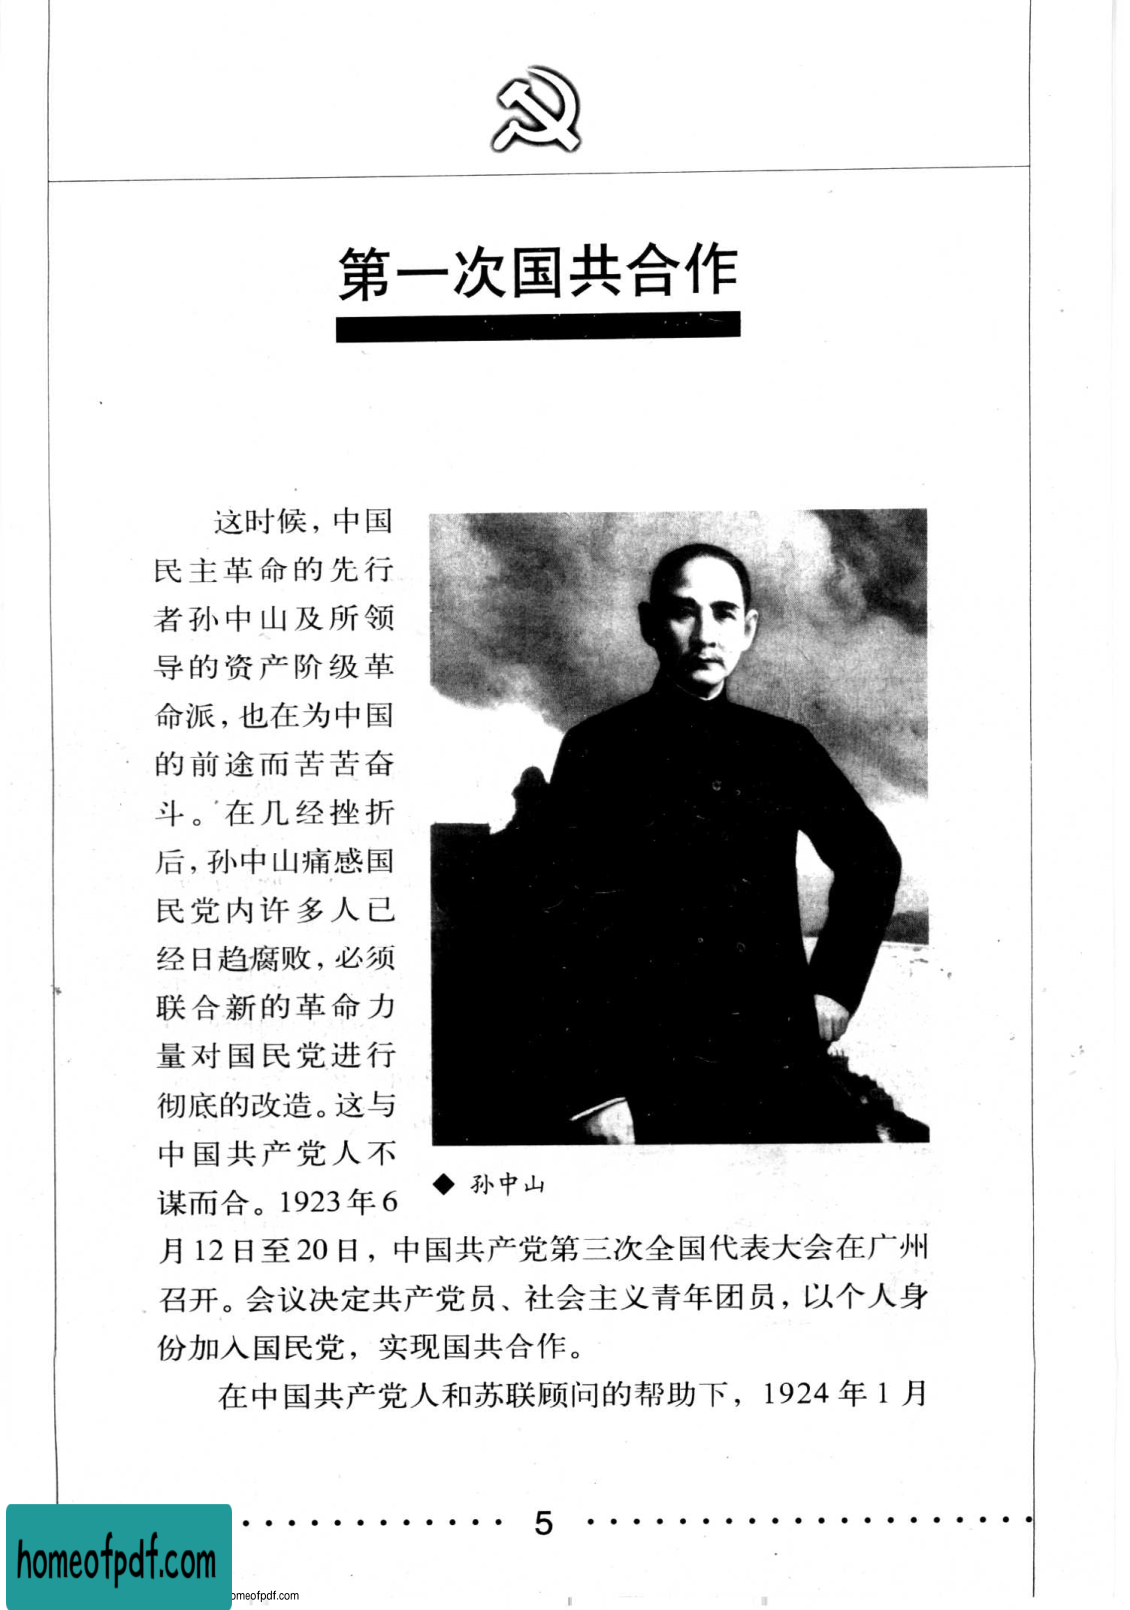 第一次国共合作
这时候，中国
民主革命的先行
者孙中山及所领
导的资产阶级革
命派，也在为中国
的前途而苦苦奋
斗。在几经挫折
后，孙中山痛感国
民党内许多人已
经日趋腐败，必须
联合新的革命力
量对国民党进行
彻底的改造。这与
中国共产党人不
谋而合。1923年6
◆ 孙中山
月12日至20日，中国共产党第三次全国代表大会在广州
召开。会议决定共产党员、社会主义青年团员，以个人身
份加入国民党，实现国共合作。
在中国共产党人和苏联顾问的帮助下，1924年1月
5
homeofpdf.com
omeofpdf.com